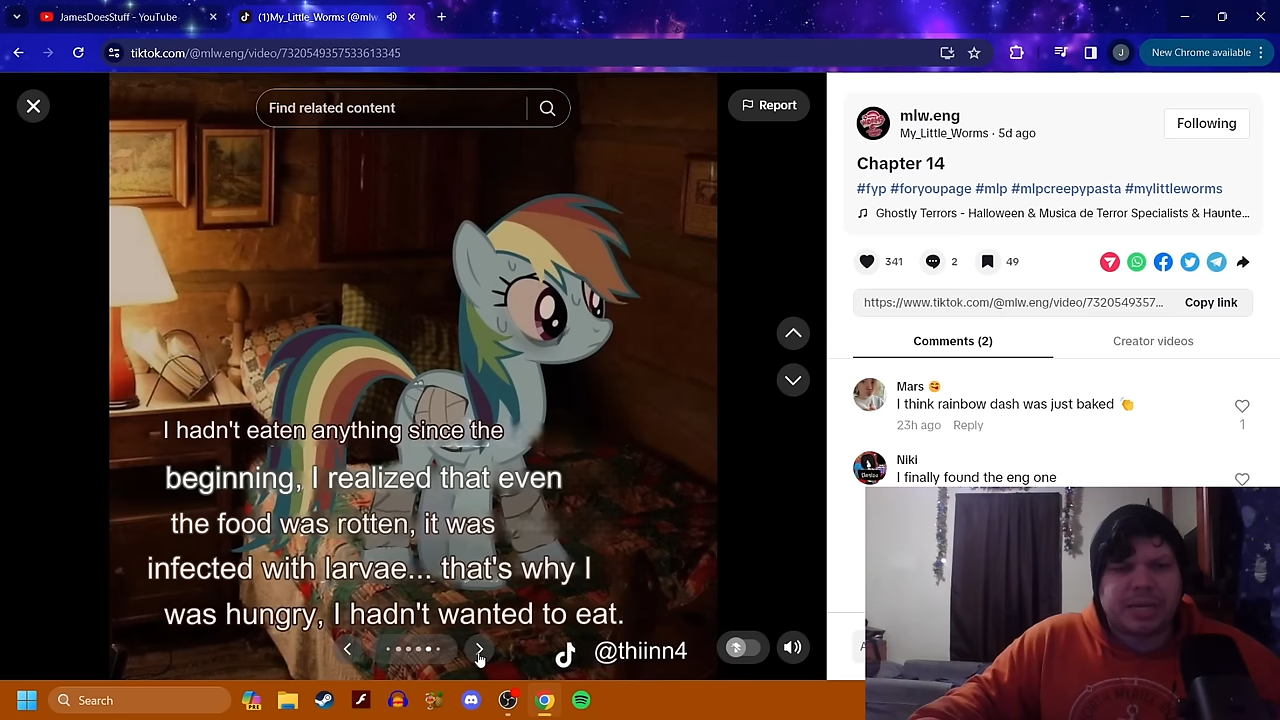 JamesDoesStuff - YouTube
(1)My_Little_Worms (@mlw
tiktok.com/@mlw.eng/video/7320549357533613345
J
New Chrome available
Find related content
Report
I hadn't eaten anything since the
beginning, I realized that even
the food was rotten, it was
infected with larvae... that's why I
was hungry, I hadn't wanted to eat.
@thiinn4
mlw.eng
My_Little_Worms · 5d ago
Following
Chapter 14
#fyp #foryoupage #mlp #mlpcreepypasta #mylittleworms
Ghostly Terrors - Halloween & Musica de Terror Specialists & Haunte...
341
2
49
https://www.tiktok.com/@mlw.eng/video/7320549357...
Copy link
Comments (2)
Creator videos
Mars
I think rainbow dash was just baked
23h ago
Reply
1
Niki
I finally found the eng one
Search
PRE